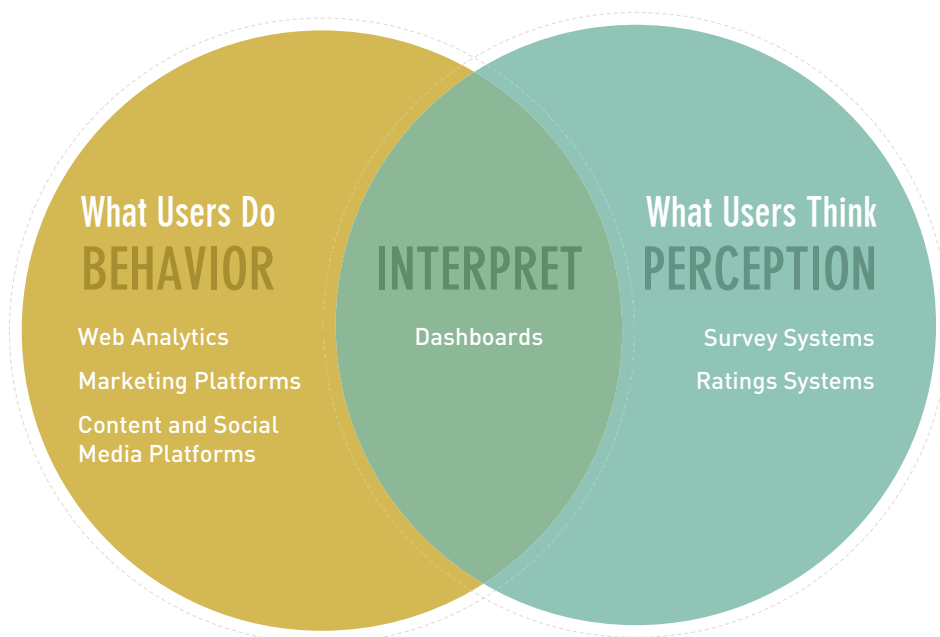 What Users Do
BEHAVIOR
Web Analytics
Marketing Platforms
Content and Social
Media Platforms
INTERPRET
Dashboards
What Users Think
PERCEPTION
Survey Systems
Ratings Systems